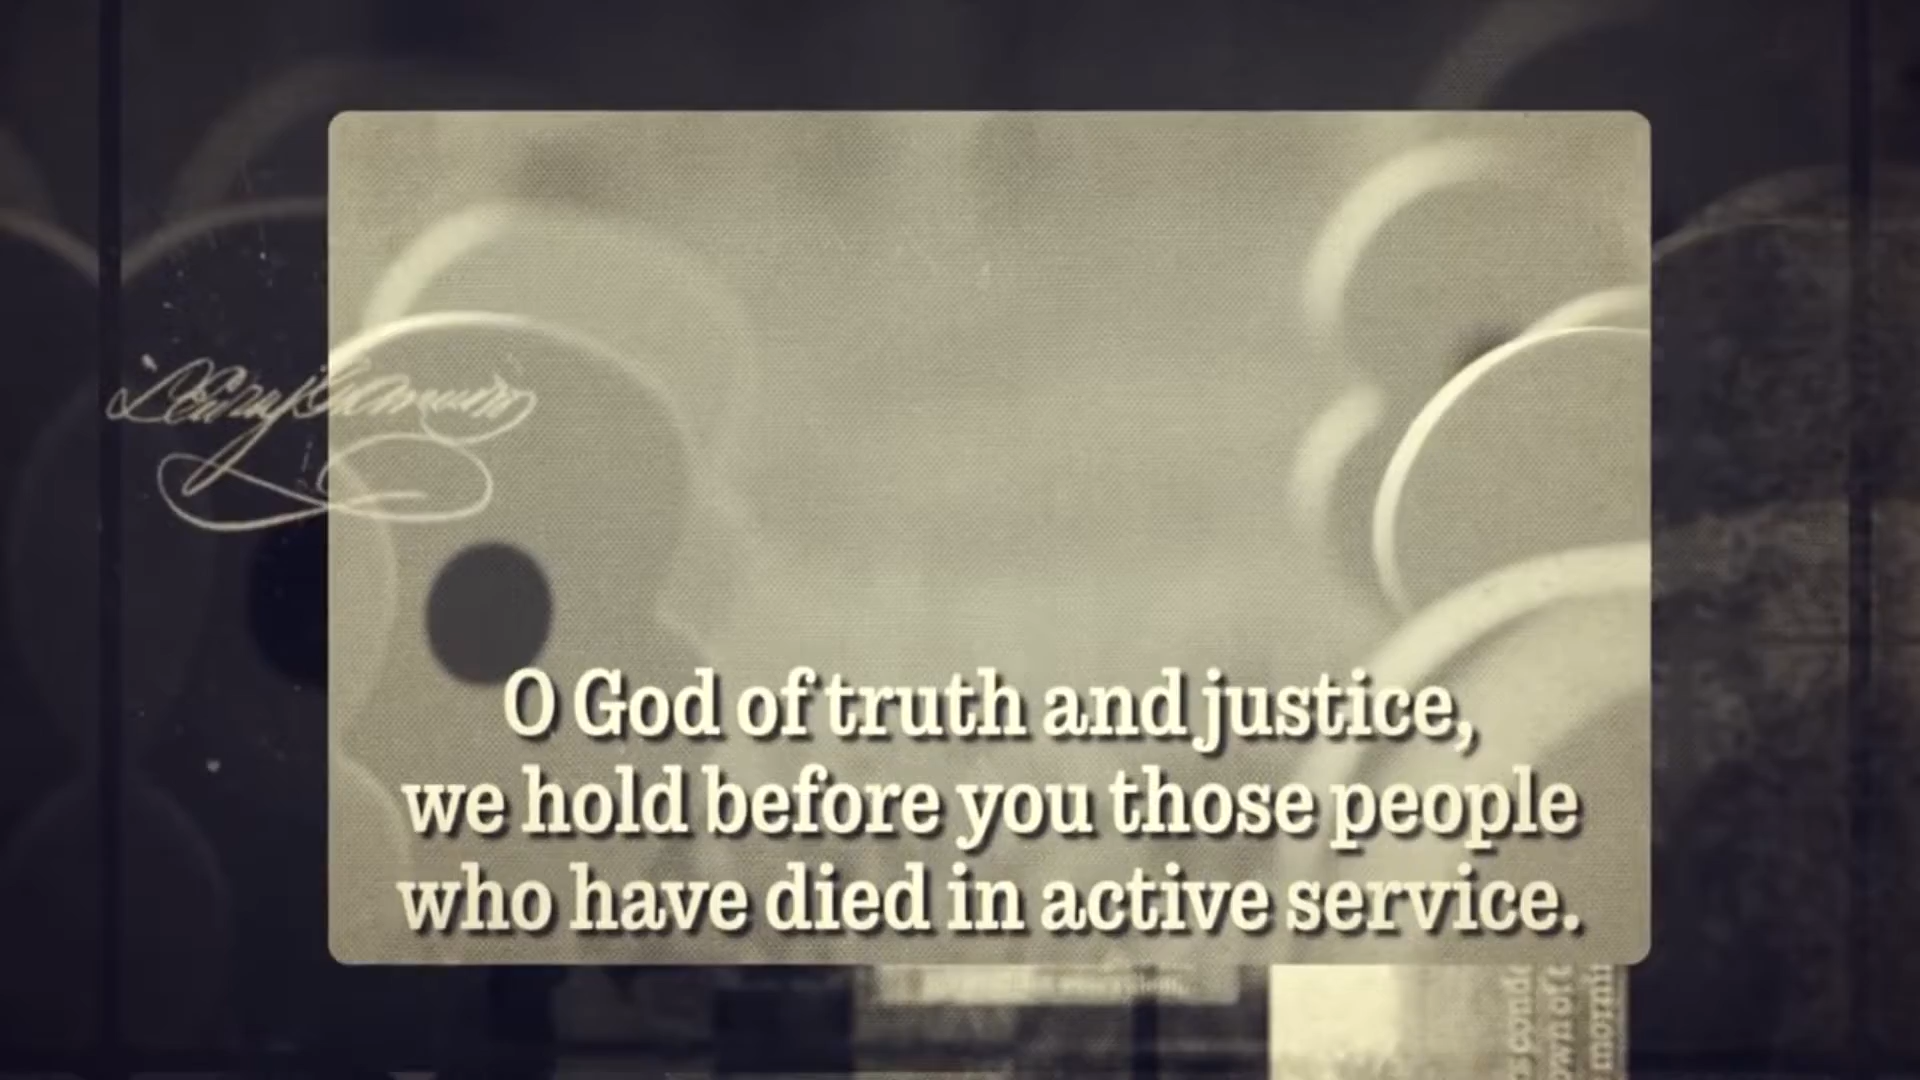 O God of truth and justice,
we hold before you those people
who have died in active service.